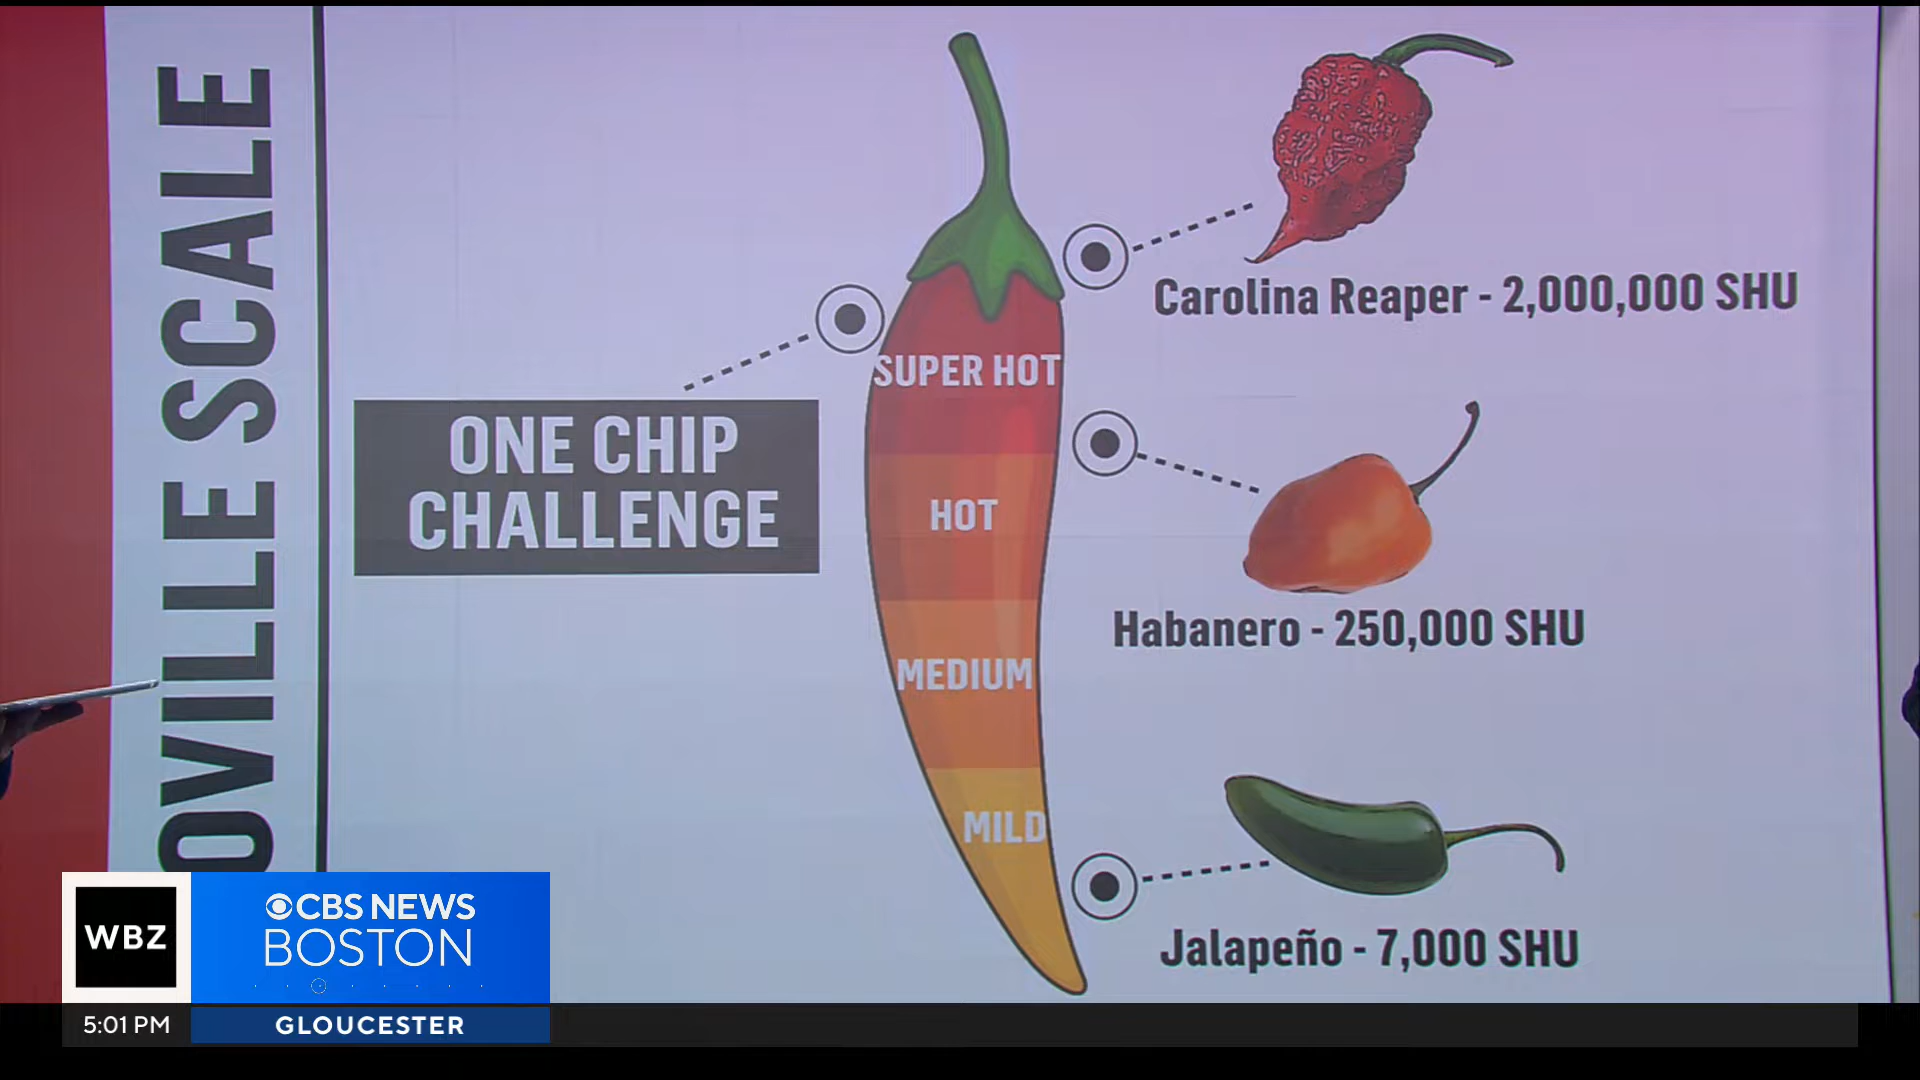 OVILLE SCALE
Carolina Reaper - 2,000,000 SHU
SUPER HOT
ONE CHIP
CHALLENGE
HOT
Habanero - 250,000 SHU
MEDIUM
MILD
Jalapeño - 7,000 SHU
WBZ
CBS NEWS
BOSTON
5:01 PM
GLOUCESTER